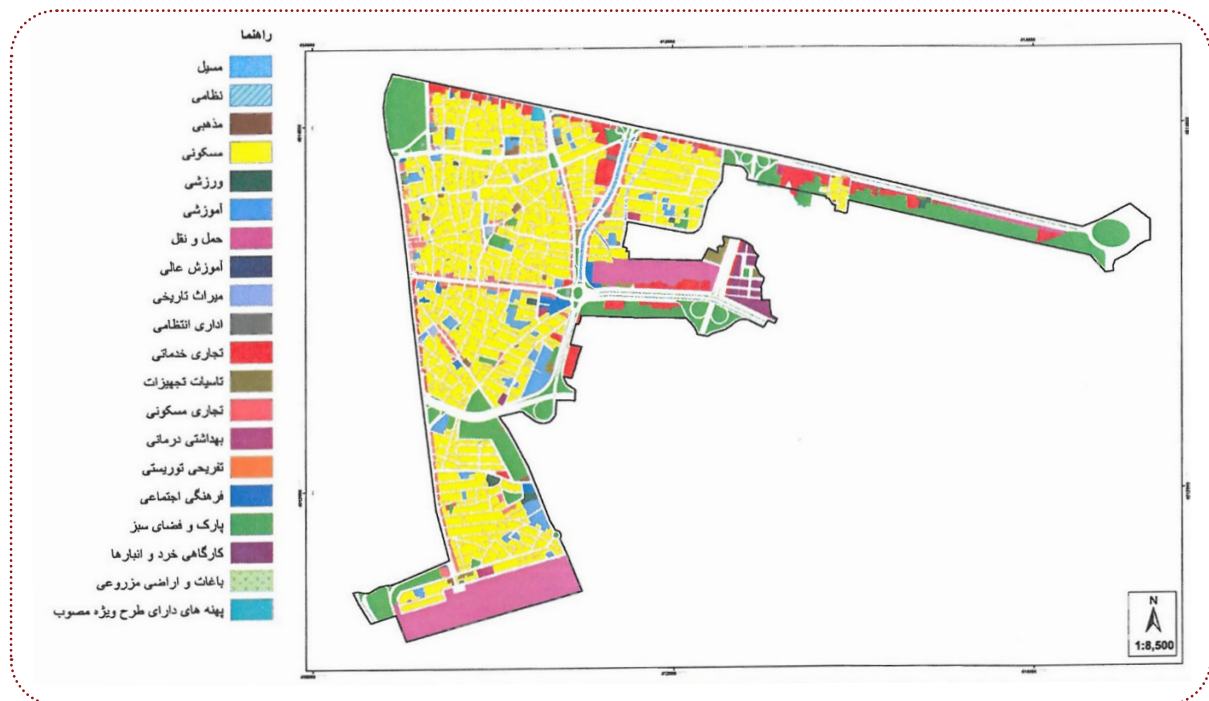 راهنما
مسیل
نظامی
مذهبی
مسکونی
ورزشی
آموزشی
حمل و نقل
آموزش عالی
میراث تاریخی
اداری انتظامی
تجاری خدماتی
تاسیات تجهیزات
تجاری مسکونی
بهداشتی درمانی
تفریحی توریستی
فرهنگی اجتماعی
پارک و فضای سبز
کارگاهی خرد و انبارها
باغات و اراضی مزروعی
پهنه های دارای طرح ویژه مصوب
N
1:8,500